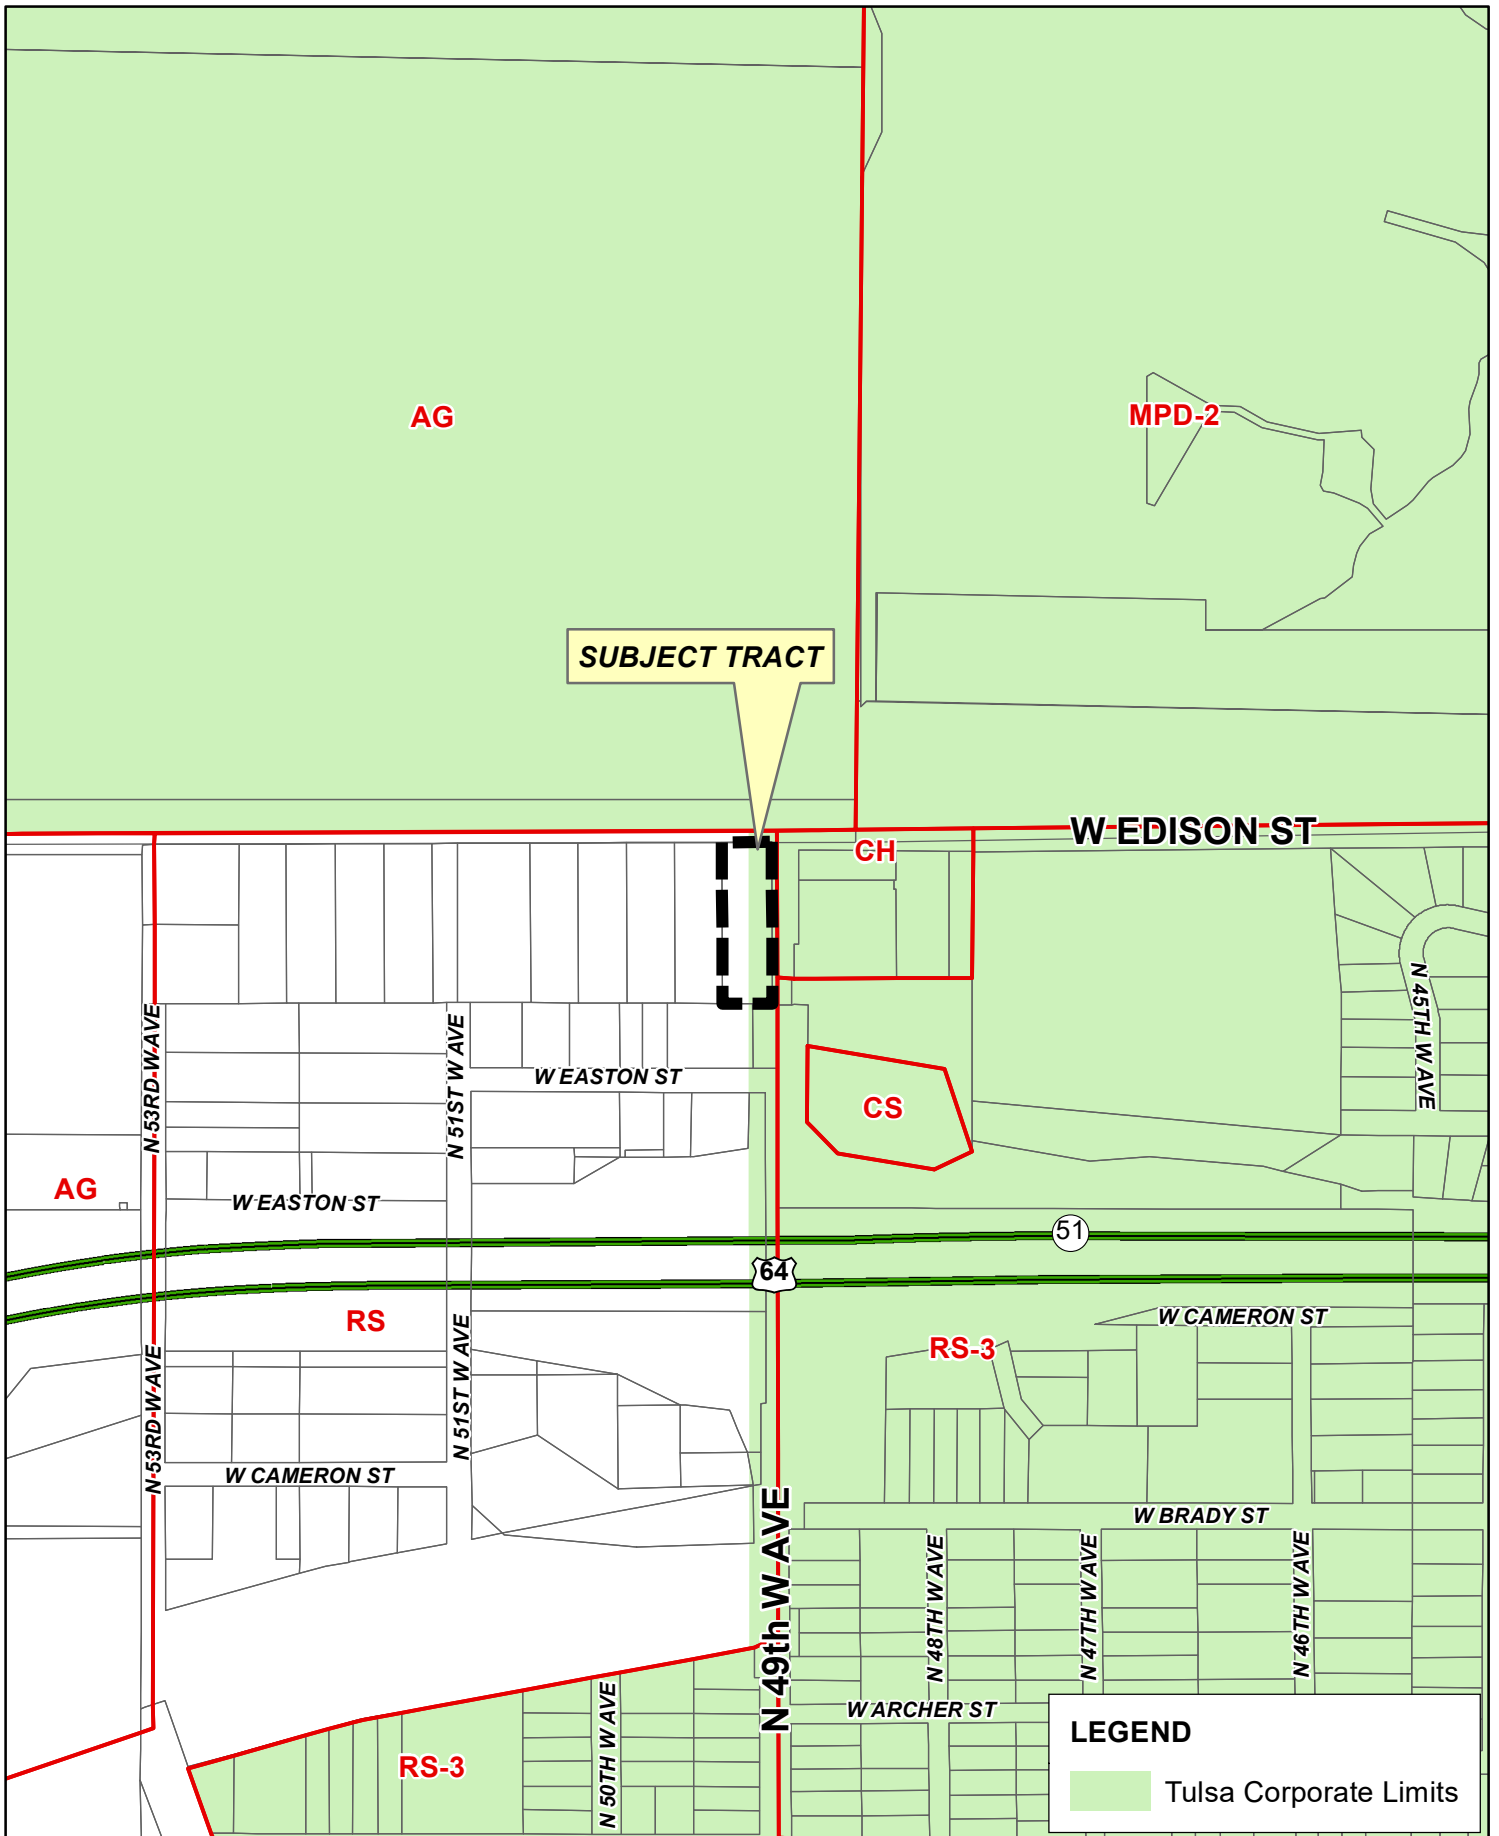 AG
MPD-2
SUBJECT TRACT
W EDISON ST
CH
N 45TH W AVE
N 53RD W AVE
N 51ST W AVE
W EASTON ST
CS
AG
W EASTON ST
51
64
RS
W CAMERON ST
RS-3
N 53RD W AVE
N 51ST W AVE
W CAMERON ST
N 49th W AVE
W BRADY ST
N 48TH W AVE
N 47TH W AVE
N 46TH W AVE
N 50TH W AVE
W ARCHER ST
RS-3
LEGEND
Tulsa Corporate Limits